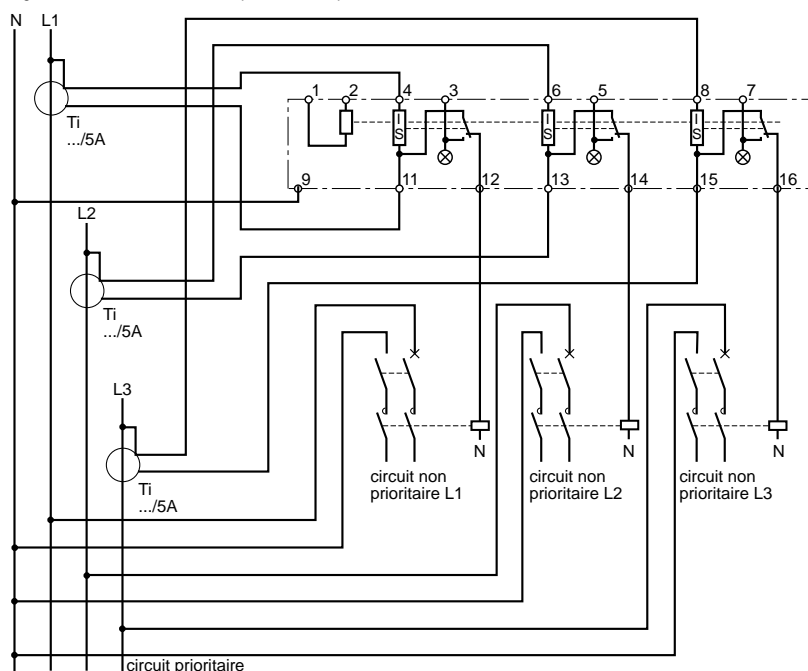 N L1
1 2 4 3 6 5 8 7
I S I S I S
Ti
.../5A
9 11 12 13 14 15 16
L2
Ti
.../5A
L3
N N N
Ti
.../5A
circuit non
prioritaire L1
circuit non
prioritaire L2
circuit non
prioritaire L3
circuit prioritaire